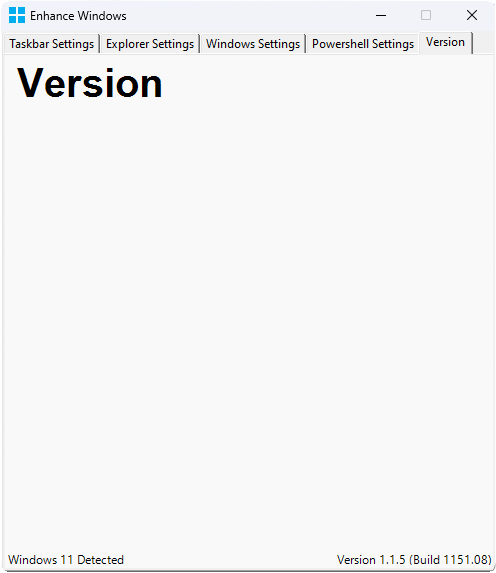 Enhance Windows
Taskbar Settings Explorer Settings Windows Settings Powershell Settings Version
Version
Windows 11 Detected Version 1.1.5 (Build 1151.08)